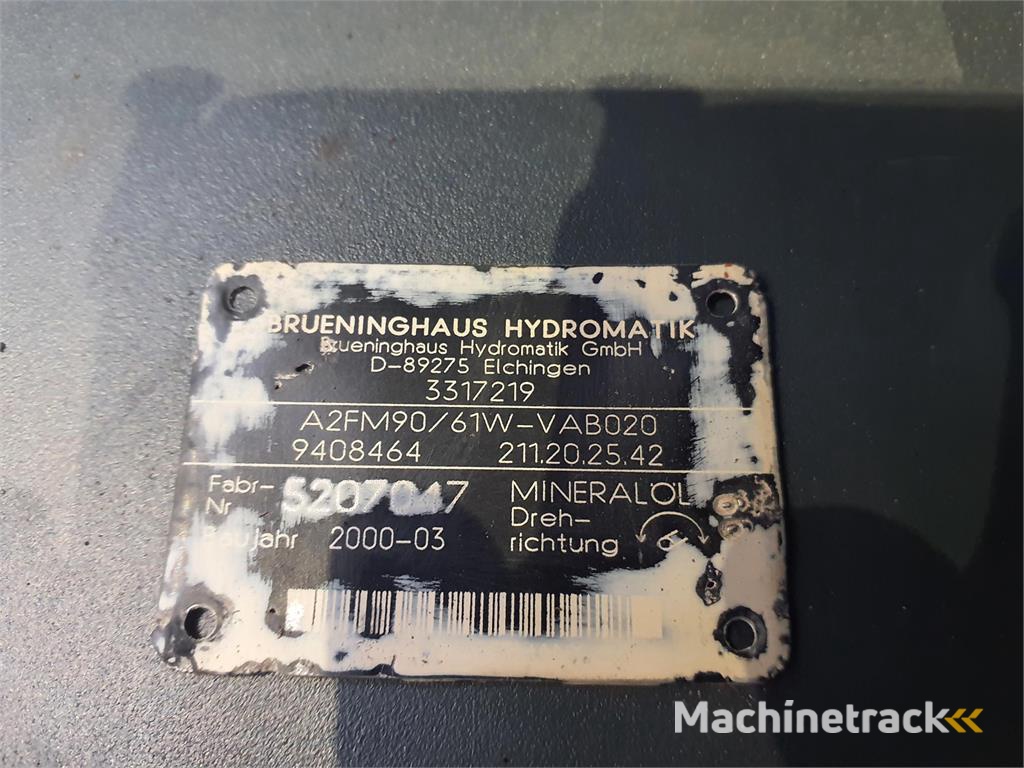 BRUENINGHAUS HYDROMATIK
Brueninghaus Hydromatik GmbH
D-89275 Elchingen
3317219
A2FM90/61W-VAB020
9408464 211.20.25.42
Fabr-Nr 5207047 MINERALÖL
Baujahr 2000-03 Dreh-richtung
Machinetrack